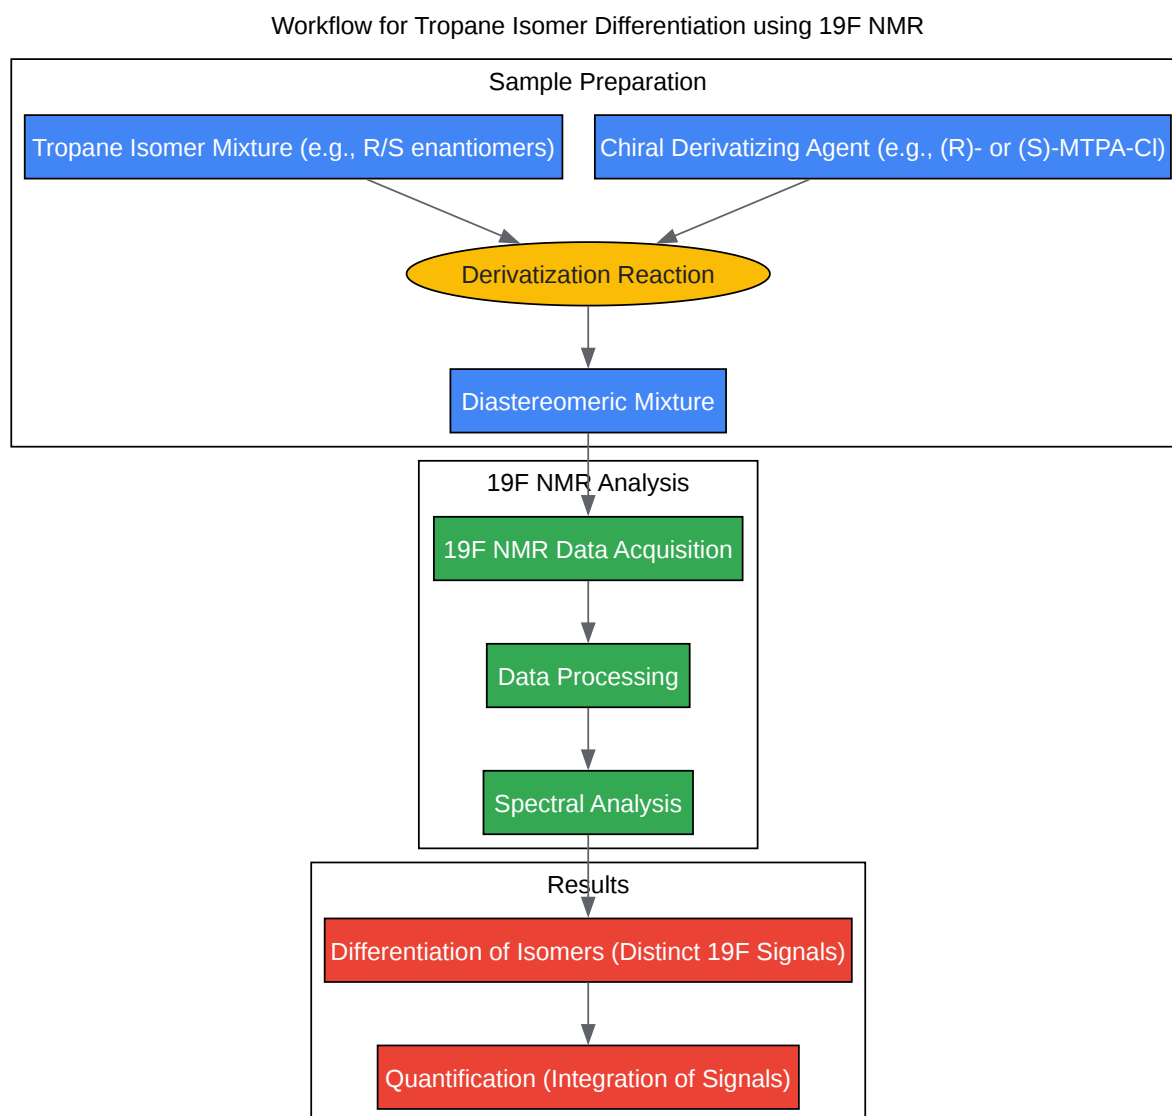 Workflow for Tropane Isomer Differentiation using 19F NMR
Sample Preparation
Tropane Isomer Mixture (e.g., R/S enantiomers)
Chiral Derivatizing Agent (e.g., (R)- or (S)-MTPA-Cl)
Derivatization Reaction
Diastereomeric Mixture
19F NMR Analysis
19F NMR Data Acquisition
Data Processing
Spectral Analysis
Results
Differentiation of Isomers (Distinct 19F Signals)
Quantification (Integration of Signals)